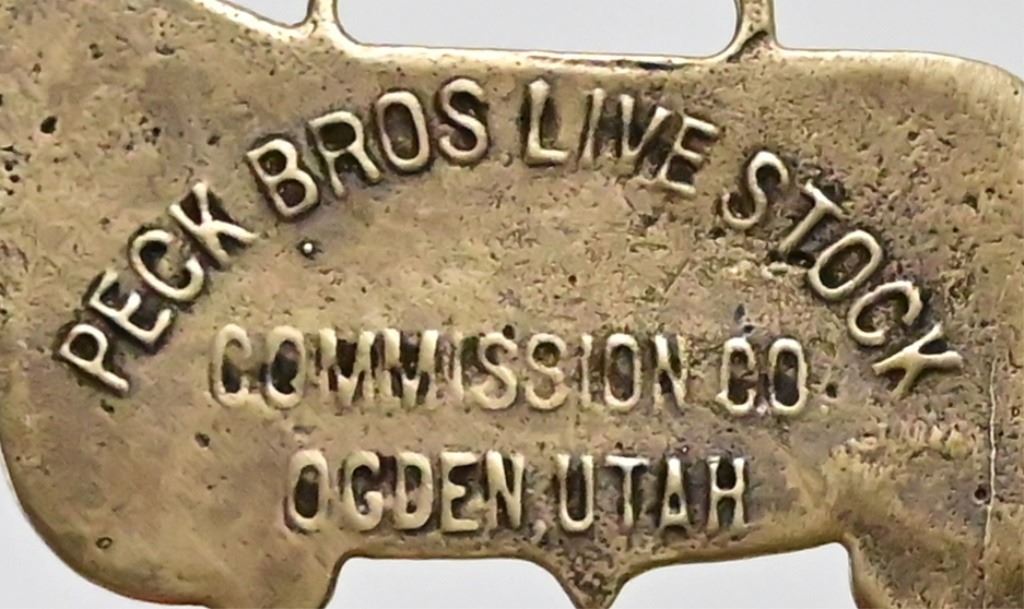 PECK BROS LIVE STOCK
COMMISSION CO.
OGDEN, UTAH